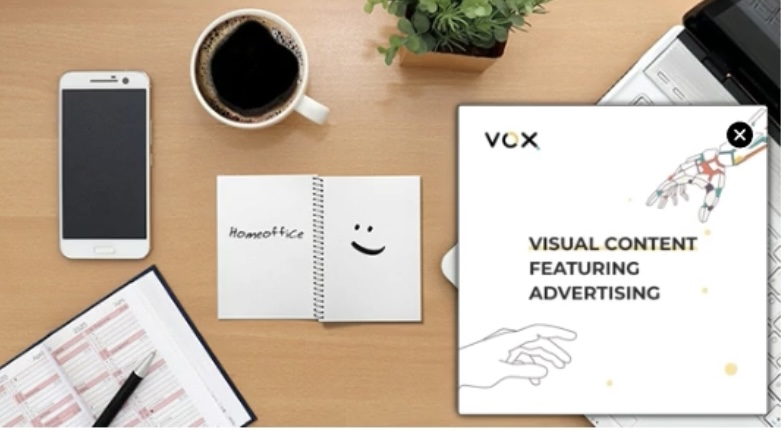 Homeoffice
VOX
VISUAL CONTENT
FEATURING
ADVERTISING